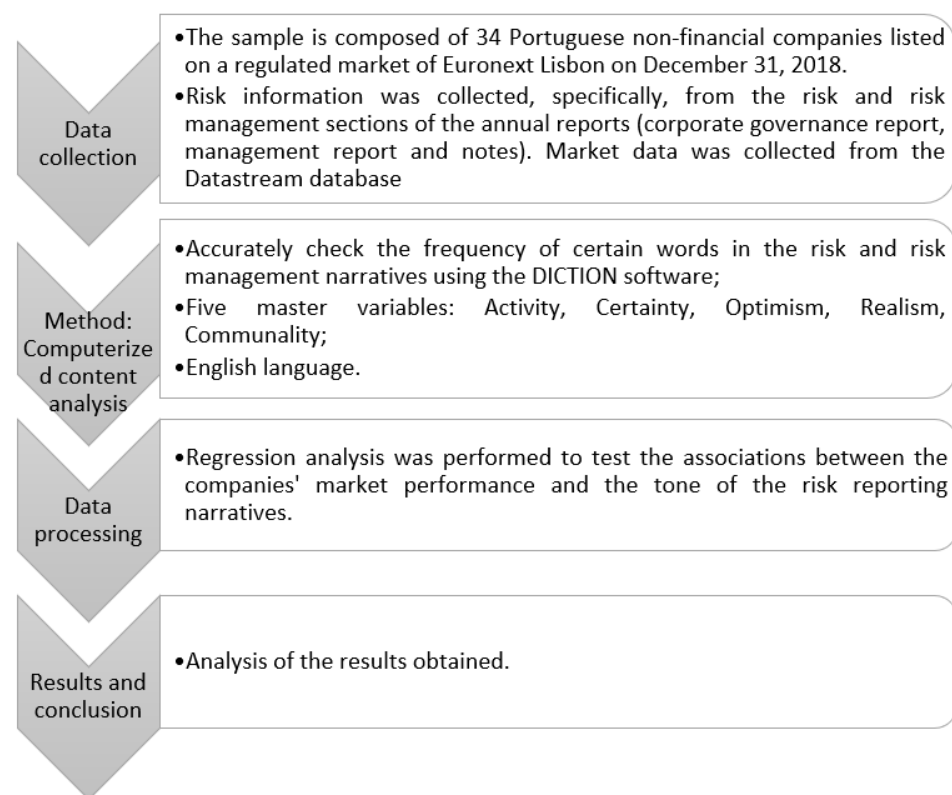 Data
collection
•The sample is composed of 34 Portuguese non-financial companies listed
on a regulated market of Euronext Lisbon on December 31, 2018.
•Risk information was collected, specifically, from the risk and risk
management sections of the annual reports (corporate governance report,
management report and notes). Market data was collected from the
Datastream database
Method:
Computerize
d content
analysis
•Accurately check the frequency of certain words in the risk and risk
management narratives using the DICTION software;
•Five master variables: Activity, Certainty, Optimism, Realism,
Communality;
•English language.
Data
processing
•Regression analysis was performed to test the associations between the
companies' market performance and the tone of the risk reporting
narratives.
Results and
conclusion
•Analysis of the results obtained.